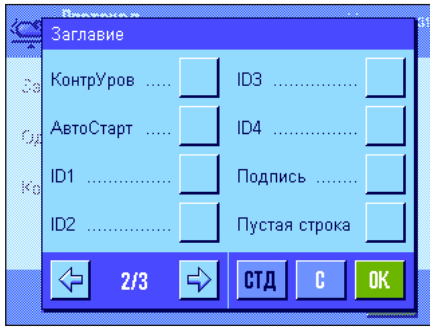 Заглавие
КонтрУров .....
ID3 ...............
АвтоСтарт .....
ID4 ...............
ID1 ...............
Подпись ........
ID2 ...............
Пустая строка
2/3
СТД
C
OK